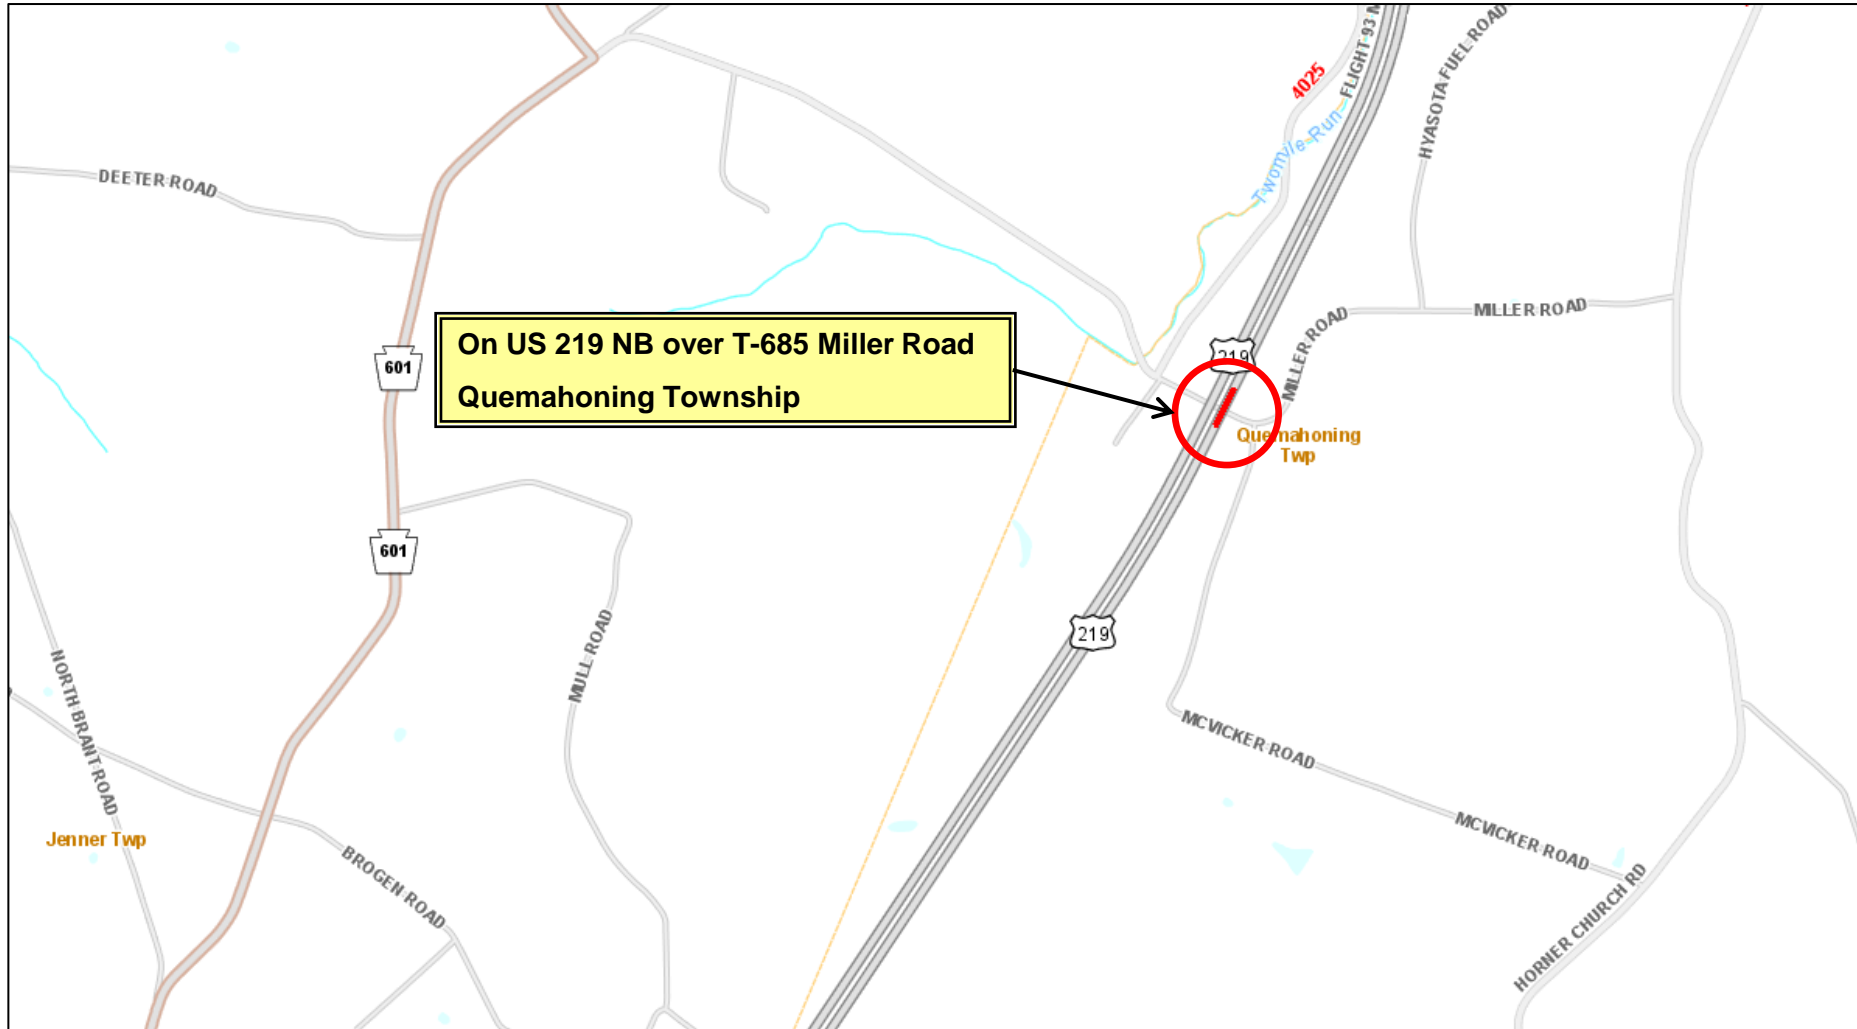 FLIGHT 93 M
HYASOTA FUEL ROAD
4025
Twomile Run
DEETER ROAD
MILLER ROAD
MILLER ROAD
On US 219 NB over T-685 Miller Road
Quemahoning Township
219
601
Quemahoning
Twp
601
219
MULL ROAD
NORTH BRANT ROAD
MCVICKER ROAD
MCVICKER ROAD
Jenner Twp
BROGEN ROAD
HORNER CHURCH RD